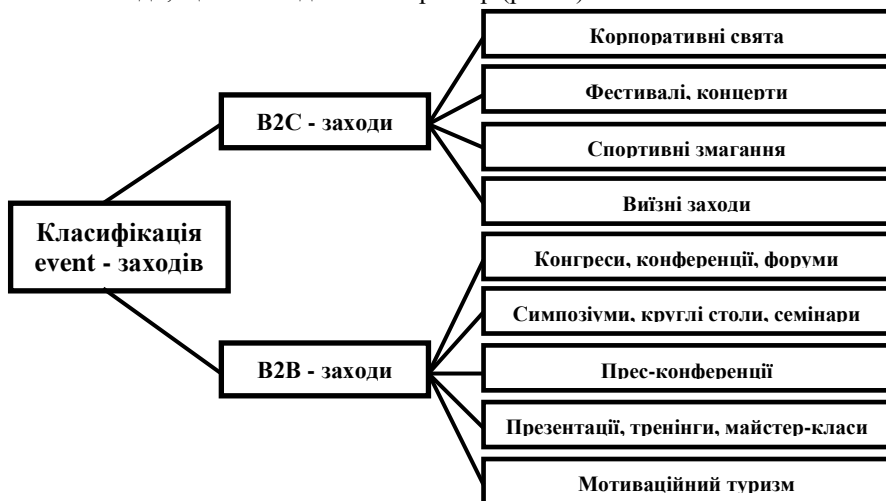 Корпоративні свята
Фестивалі, концерти
B2C - заходи
Спортивні змагання
Виїзні заходи
Класифікація
event - заходів
Конгреси, конференції, форуми
Симпозіуми, круглі столи, семінари
B2B - заходи
Прес-конференції
Презентації, тренінги, майстер-класи
Мотиваційний туризм